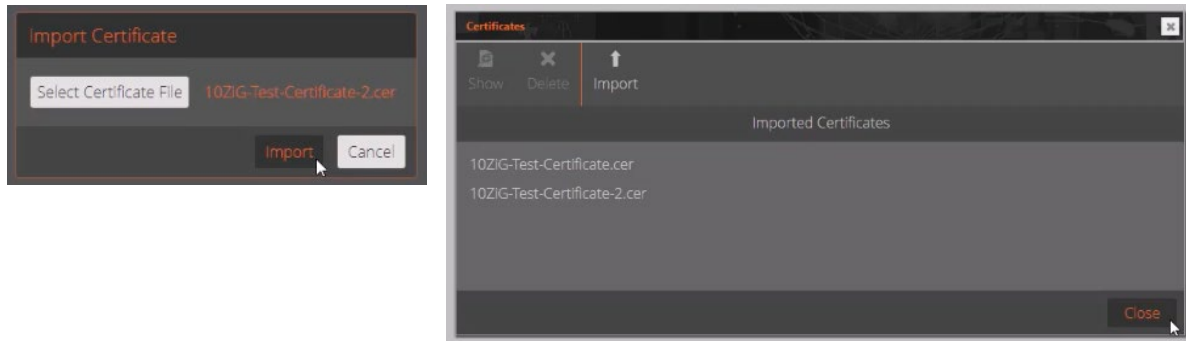 Import Certificate
Select Certificate File 10ZiG-Test-Certificate-2.cer
Import Cancel
Certificates
Show Delete Import
Imported Certificates
10ZiG-Test-Certificate.cer
10ZiG-Test-Certificate-2.cer
Close